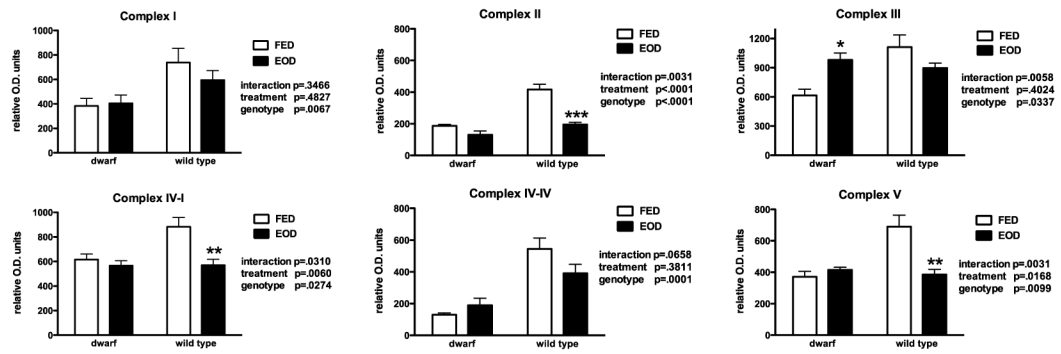 Complex I
relative O.D. units
1000
800
600
400
200
0
dwarf
wild type
FED
EOD
interaction p=.3466
treatment p=.4827
genotype p=.0067
Complex II
relative O.D. units
800
600
400
200
0
***
dwarf
wild type
FED
EOD
interaction p=.0031
treatment p<.0001
genotype p<.0001
Complex III
relative O.D. units
1200
900
600
300
0
*
dwarf
wild type
FED
EOD
interaction p=.0058
treatment p=.4024
genotype p=.0337
Complex IV-I
relative O.D. units
1000
800
600
400
200
0
**
dwarf
wild type
FED
EOD
interaction p=.0310
treatment p=.0060
genotype p=.0274
Complex IV-IV
relative O.D. units
800
600
400
200
0
dwarf
wild type
FED
EOD
interaction p=.0658
treatment p=.3811
genotype p=.0001
Complex V
relative O.D. units
800
600
400
200
0
**
dwarf
wild type
FED
EOD
interaction p=.0031
treatment p=.0168
genotype p=.0099